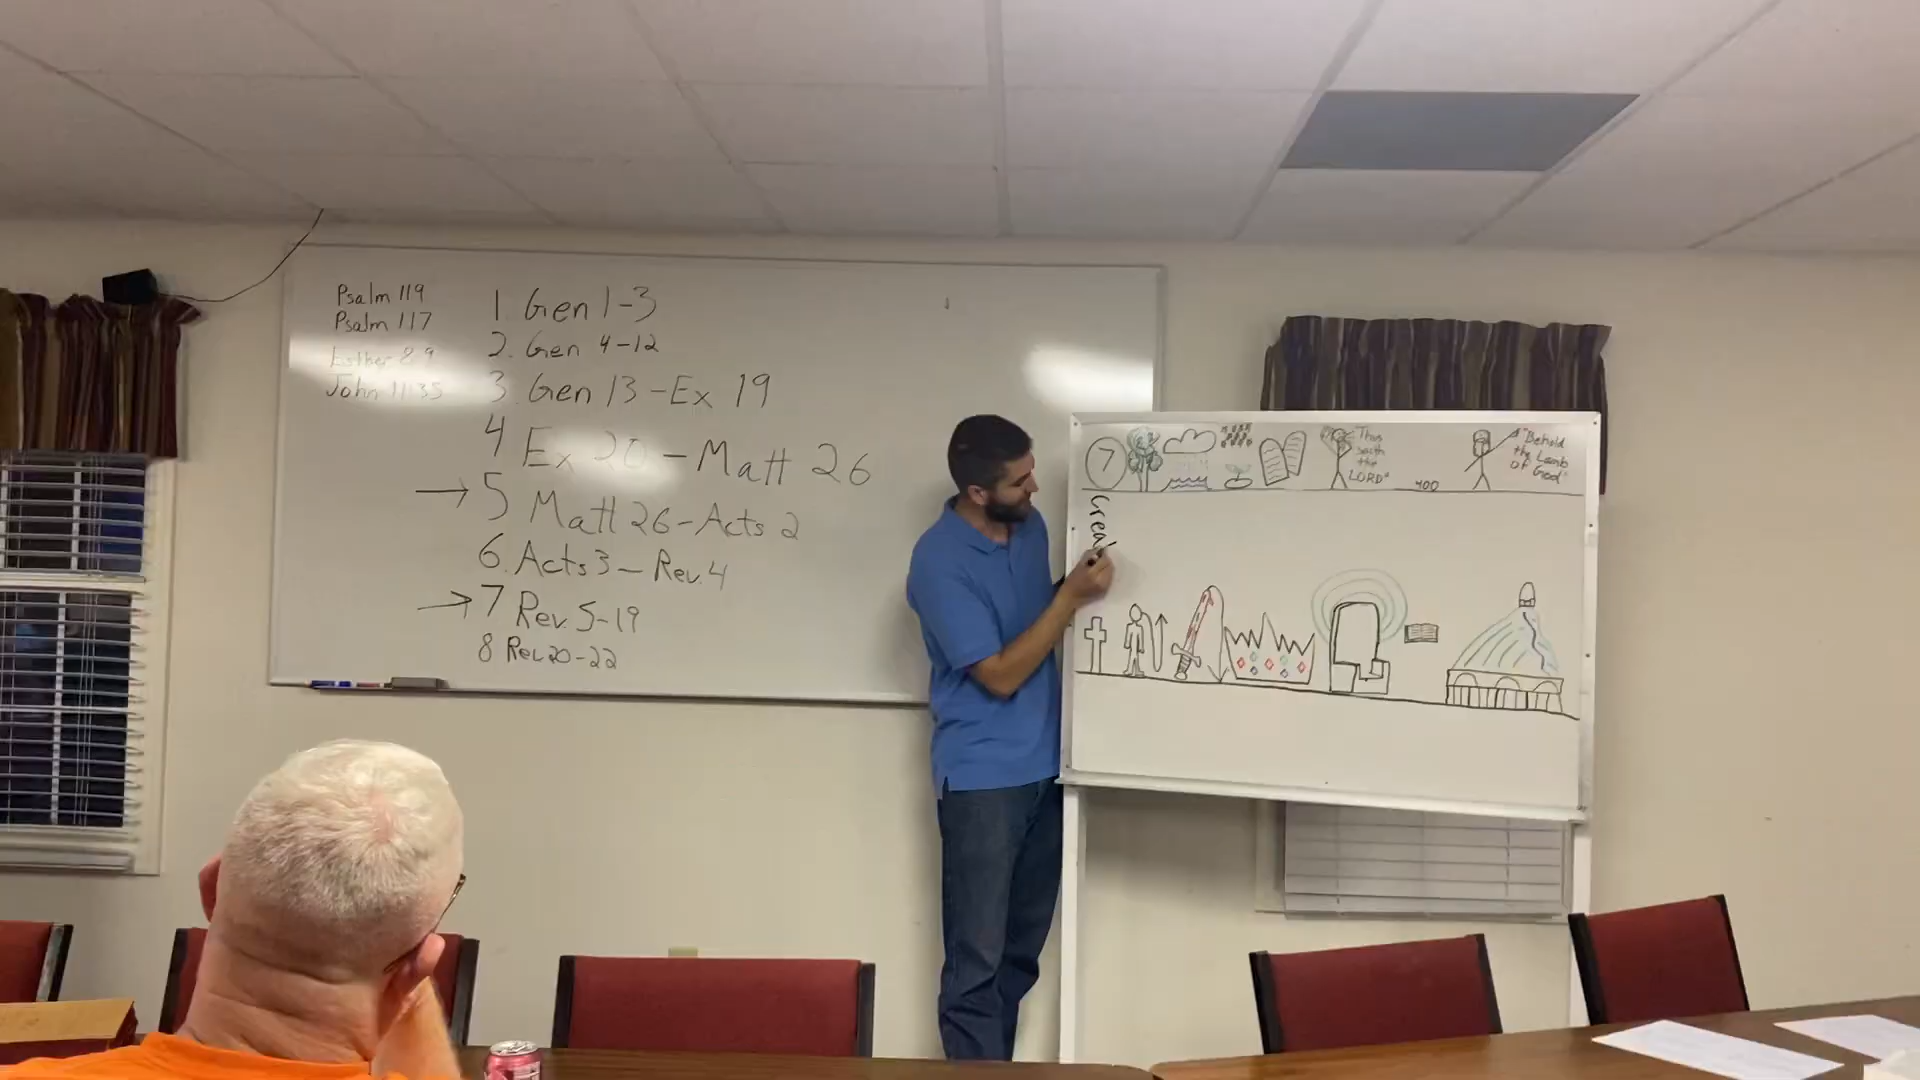 Psalm 119
Psalm 117
Esther 8 9
John 11:35
1. Gen 1-3
2. Gen 4-12
3. Gen 13-Ex 19
4 Ex 20-Matt 26
→ 5 Matt 26-Acts 2
6. Acts 3-Rev. 4
→ 7 Rev. 5-19
8 Rev 20-22
7
"Thus
saith
the
LORD"
400
"Behold
the Lamb
of God"
Crea